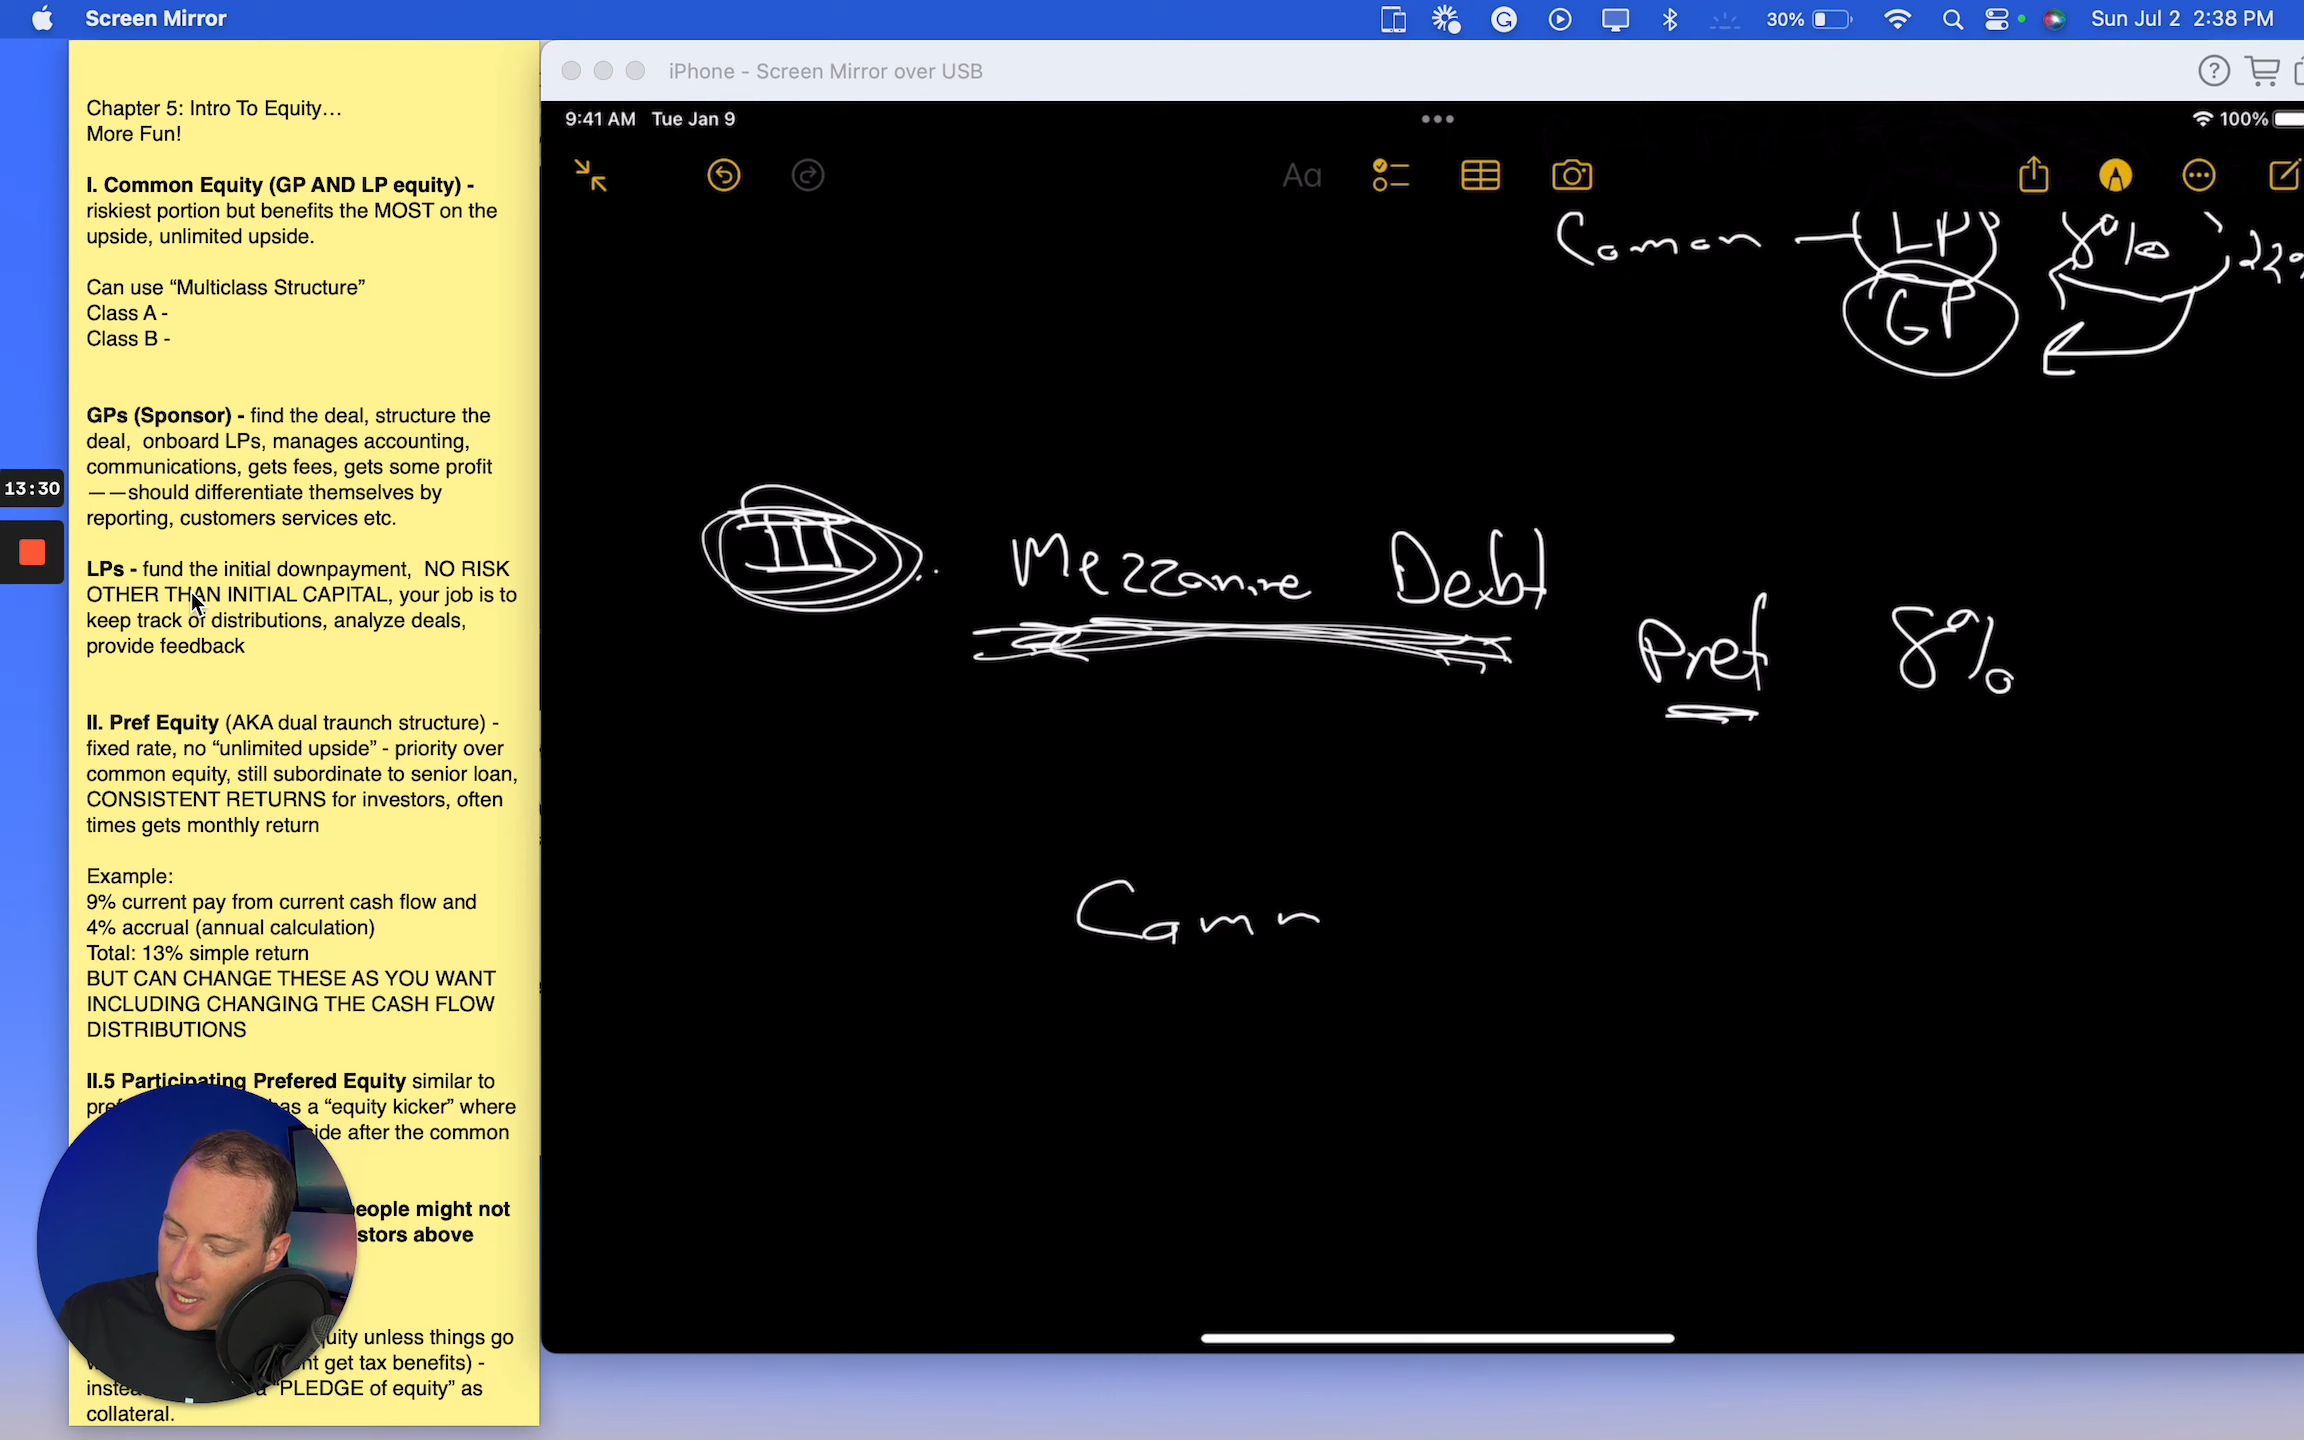 Screen Mirror
30%
Sun Jul 2 2:38 PM
iPhone - Screen Mirror over USB
9:41 AM Tue Jan 9
100%
Aa
Chapter 5: Intro To Equity…
More Fun!
I. Common Equity (GP AND LP equity) -
riskiest portion but benefits the MOST on the
upside, unlimited upside.
Can use “Multiclass Structure”
Class A -
Class B -
GPs (Sponsor) - find the deal, structure the
deal, onboard LPs, manages accounting,
communications, gets fees, gets some profit
——should differentiate themselves by
reporting, customers services etc.
13:30
LPs - fund the initial downpayment, NO RISK
OTHER THAN INITIAL CAPITAL, your job is to
keep track of distributions, analyze deals,
provide feedback
II. Pref Equity (AKA dual traunch structure) -
fixed rate, no “unlimited upside” - priority over
common equity, still subordinate to senior loan,
CONSISTENT RETURNS for investors, often
times gets monthly return
Example:
9% current pay from current cash flow and
4% accrual (annual calculation)
Total: 13% simple return
BUT CAN CHANGE THESE AS YOU WANT
INCLUDING CHANGING THE CASH FLOW
DISTRIBUTIONS
II.5 Participating Prefered Equity similar to
has a “equity kicker” where
after the common
people might not
above
unless things go
get tax benefits) -
“PLEDGE of equity” as
collateral.
Comon LP 8%
GP
III. Mezzanine Debt
Pref 8%
Camn